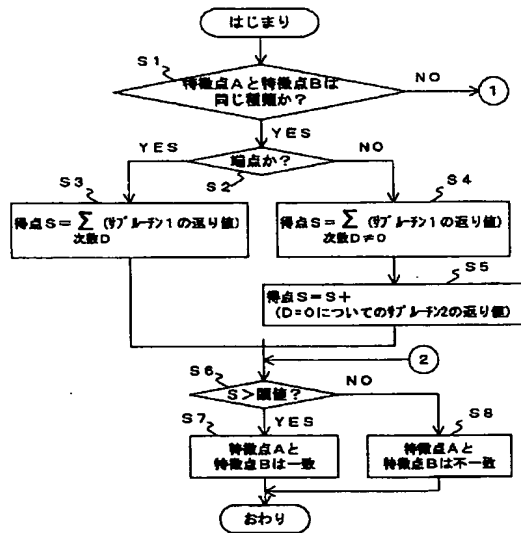 はじまり
S1
特徴点Aと特徴点Bは
同じ種類か?
NO
1
YES
端点か?
S2
YES
NO
S3
得点S=∑ (サブルーチン1の返り値)
次数D
S4
得点S=∑ (サブルーチン1の返り値)
次数D≠0
S5
得点S=S+
(D=0についてのサブルーチン2の返り値)
2
S6
S>閾値?
NO
YES
S7
特徴点Aと
特徴点Bは一致
S8
特徴点Aと
特徴点Bは不一致
おわり